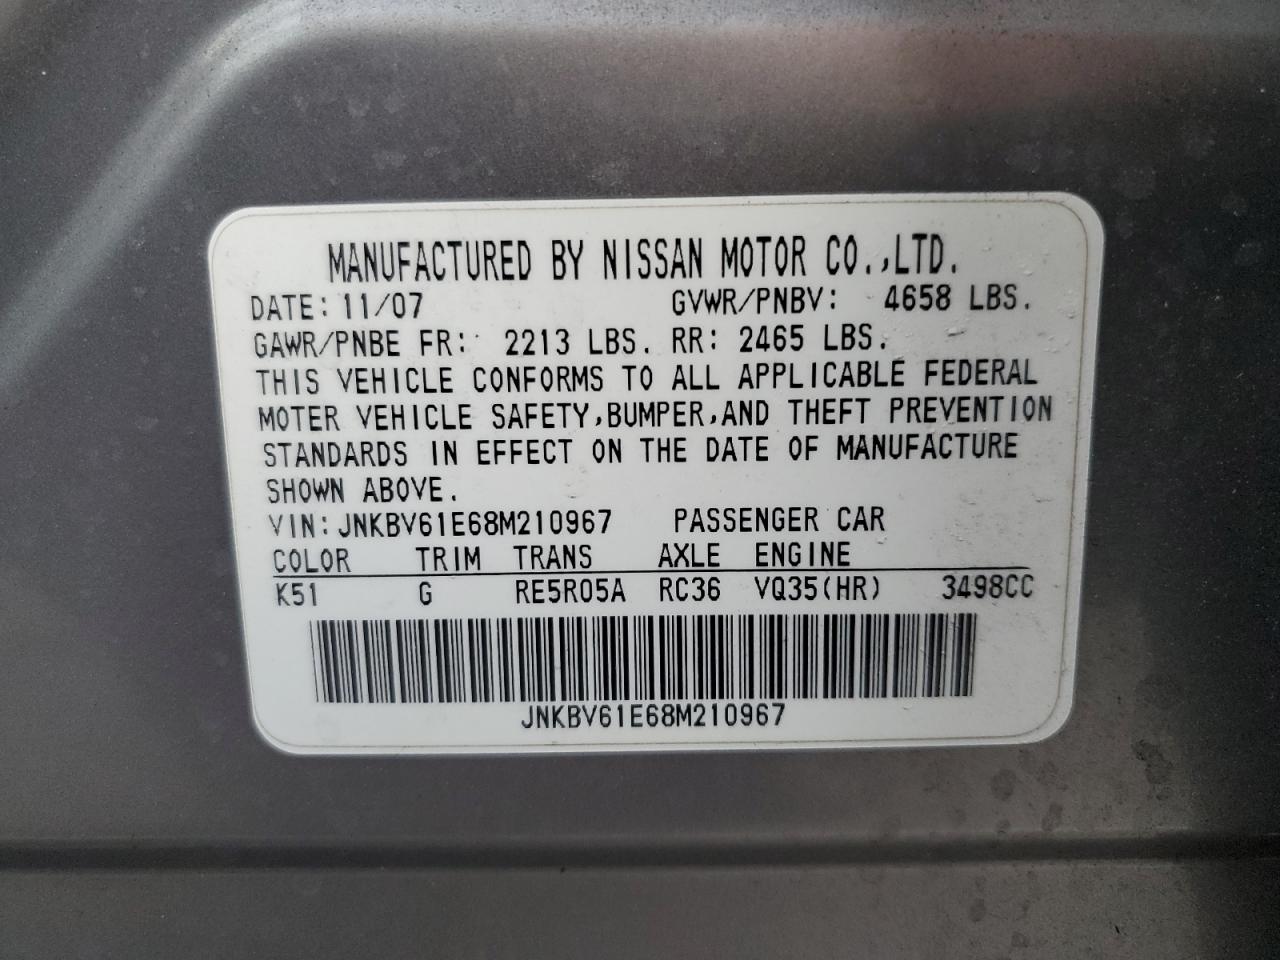 MANUFACTURED BY NISSAN MOTOR CO.,LTD.
DATE: 11/07 GVWR/PNBV: 4658 LBS.
GAWR/PNBE FR: 2213 LBS. RR: 2465 LBS.
THIS VEHICLE CONFORMS TO ALL APPLICABLE FEDERAL
MOTER VEHICLE SAFETY,BUMPER,AND THEFT PREVENTION
STANDARDS IN EFFECT ON THE DATE OF MANUFACTURE
SHOWN ABOVE.
VIN: JNKBV61E68M210967 PASSENGER CAR
COLOR TRIM TRANS AXLE ENGINE
K51 G RE5R05A RC36 VQ35(HR) 3498CC
JNKBV61E68M210967